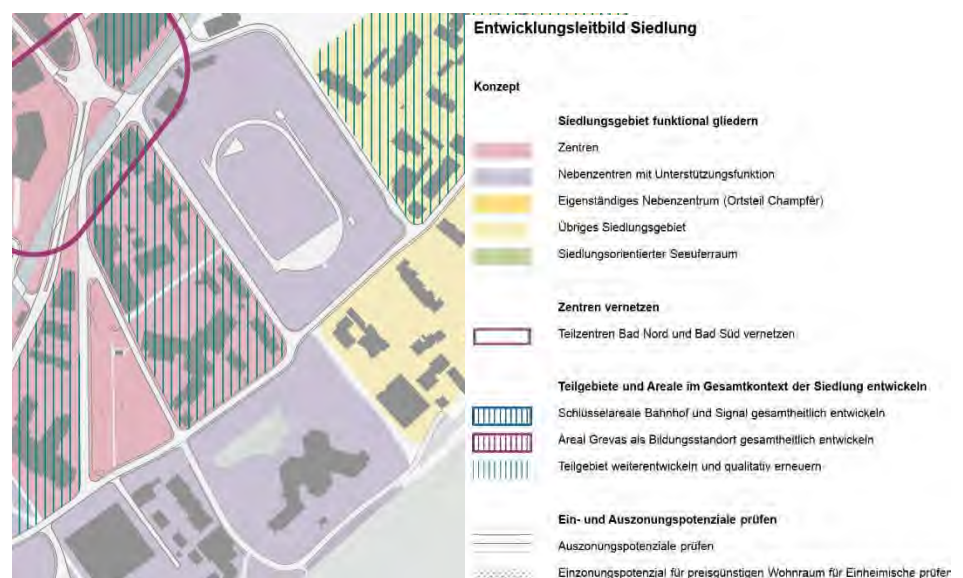 Entwicklungsleitbild Siedlung
Konzept
Siedlungsgebiet funktional gliedern
Zentren
Nebenzentren mit Unterstützungsfunktion
Eigenständiges Nebenzentrum (Ortsteil Champfèr)
Übriges Siedlungsgebiet
Siedlungsorientierter Seeuferraum
Zentren vernetzen
Teilzentren Bad Nord und Bad Süd vernetzen
Teilgebiete und Areale im Gesamtkontext der Siedlung entwickeln
Schlüsselareale Bahnhof und Signal gesamtheitlich entwickeln
Areal Grevas als Bildungsstandort gesamtheitlich entwickeln
Teilgebiet weiterentwickeln und qualitativ erneuern
Ein- und Auszonungspotenziale prüfen
Auszonungspotenziale prüfen
Einzonungspotenzial für preisgünstigen Wohnraum für Einheimische prüfen